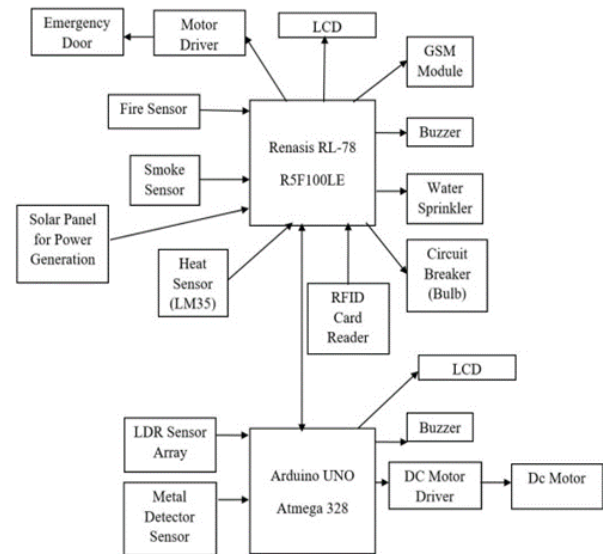 Emergency
Door
Motor
Driver
LCD
GSM
Module
Fire Sensor
Renasis RL-78
R5F100LE
Buzzer
Smoke
Sensor
Water
Sprinkler
Solar Panel
for Power
Generation
Heat
Sensor
(LM35)
RFID
Card
Reader
Circuit
Breaker
(Bulb)
LCD
LDR Sensor
Array
Arduino UNO
Atmega 328
Buzzer
DC Motor
Driver
Dc Motor
Metal
Detector
Sensor